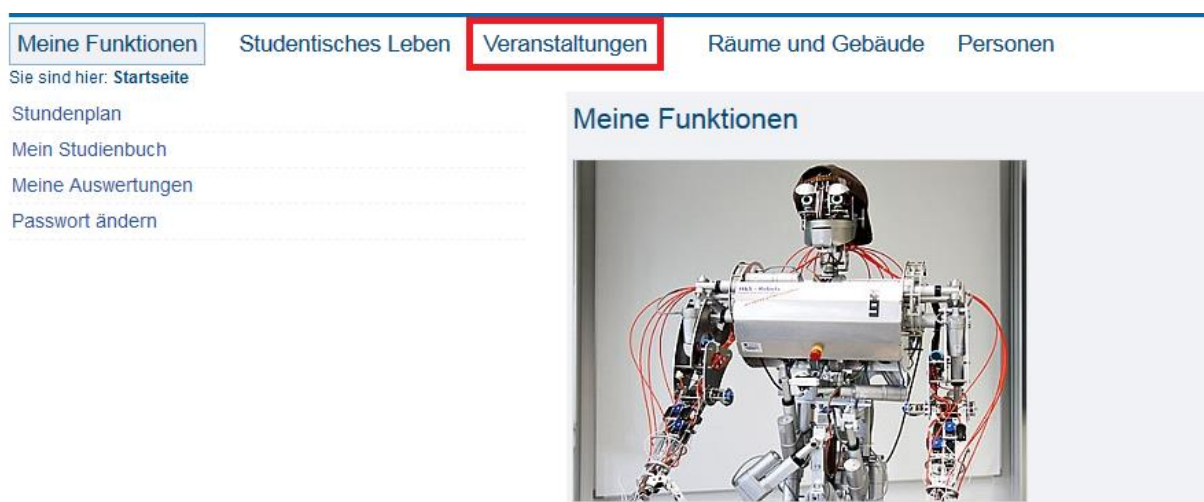 Meine Funktionen Studentisches Leben Veranstaltungen Räume und Gebäude Personen
Sie sind hier: Startseite
Stundenplan
Mein Studienbuch
Meine Auswertungen
Passwort ändern
Meine Funktionen